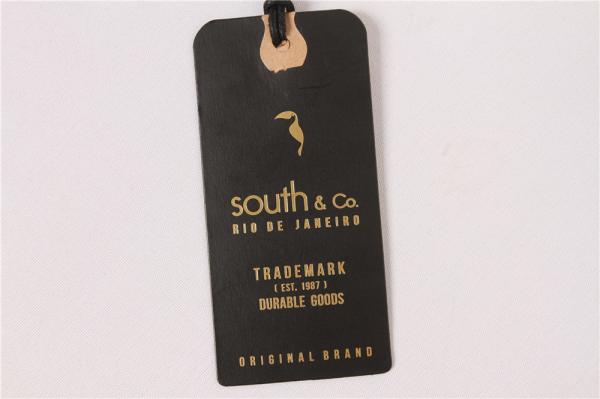 south & Co.
RIO DE JANEIRO
TRADEMARK
( EST. 1987 )
DURABLE GOODS
ORIGINAL BRAND